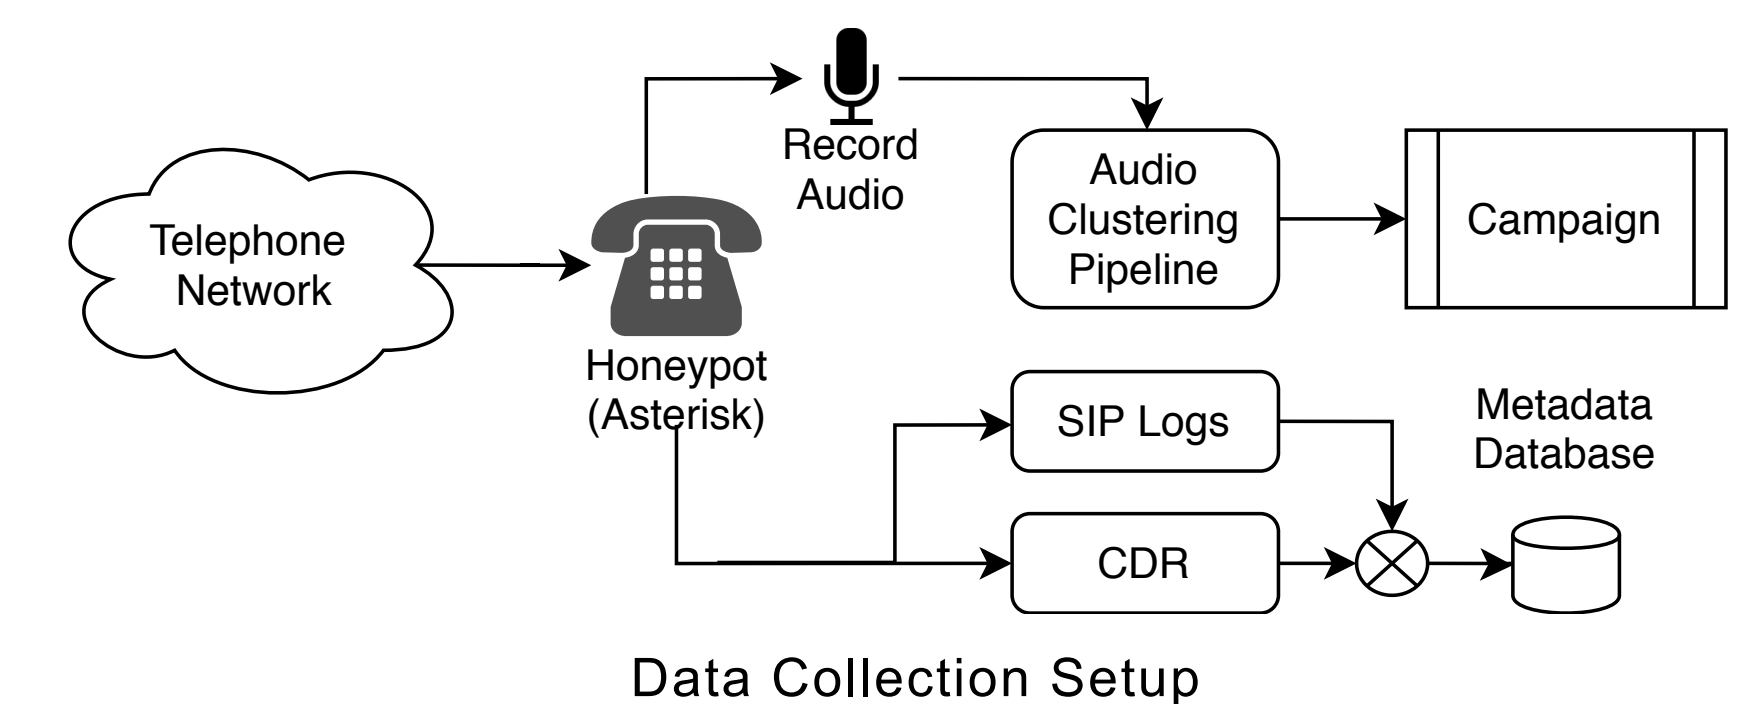 Record
Audio
Telephone
Network
Audio
Clustering
Pipeline
Campaign
Honeypot
(Asterisk)
SIP Logs
Metadata
Database
CDR
Data Collection Setup